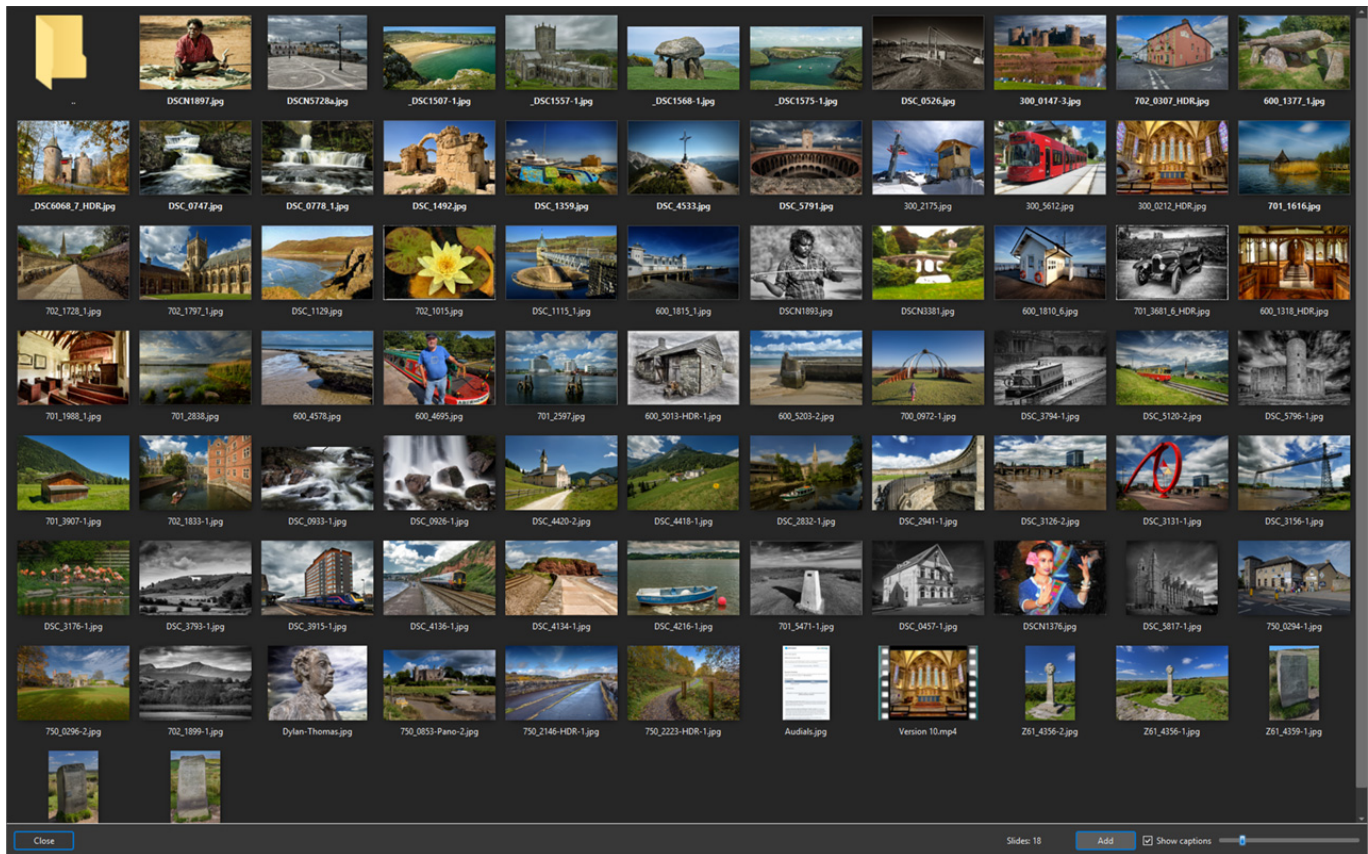 ..
DSCN1897.jpg
DSCN5728a.jpg
_DSC1507-1.jpg
_DSC1557-1.jpg
_DSC1568-1.jpg
_DSC1575-1.jpg
DSC_0526.jpg
300_0147-3.jpg
702_0307_HDR.jpg
600_1377_1.jpg
_DSC6068_7_HDR.jpg
DSC_0747.jpg
DSC_0778_1.jpg
DSC_1492.jpg
DSC_1359.jpg
DSC_4533.jpg
DSC_5791.jpg
300_2175.jpg
300_5612.jpg
300_0212_HDR.jpg
701_1616.jpg
702_1728_1.jpg
702_1797_1.jpg
DSC_1129.jpg
702_1015.jpg
DSC_1115_1.jpg
600_1815_1.jpg
DSCN1893.jpg
DSCN3381.jpg
600_1810_6.jpg
701_3681_6_HDR.jpg
600_1318_HDR.jpg
701_1988_1.jpg
701_2838.jpg
600_4578.jpg
600_4695.jpg
701_2597.jpg
600_5013-HDR-1.jpg
600_5203-2.jpg
700_0972-1.jpg
DSC_3794-1.jpg
DSC_5120-2.jpg
DSC_5796-1.jpg
701_3907-1.jpg
702_1833-1.jpg
DSC_0933-1.jpg
DSC_0926-1.jpg
DSC_4420-2.jpg
DSC_4418-1.jpg
DSC_2832-1.jpg
DSC_2941-1.jpg
DSC_3126-2.jpg
DSC_3131-1.jpg
DSC_3156-1.jpg
DSC_3176-1.jpg
DSC_3793-1.jpg
DSC_3915-1.jpg
DSC_4136-1.jpg
DSC_4134-1.jpg
DSC_4216-1.jpg
701_5471-1.jpg
DSC_0457-1.jpg
DSCN1376.jpg
DSC_5817-1.jpg
750_0294-1.jpg
750_0296-2.jpg
702_1899-1.jpg
Dylan-Thomas.jpg
750_0853-Pano-2.jpg
750_2146-HDR-1.jpg
750_2223-HDR-1.jpg
Audials.jpg
Version 10.mp4
Z61_4356-2.jpg
Z61_4356-1.jpg
Z61_4359-1.jpg
Close
Slides: 18
Add
Show captions